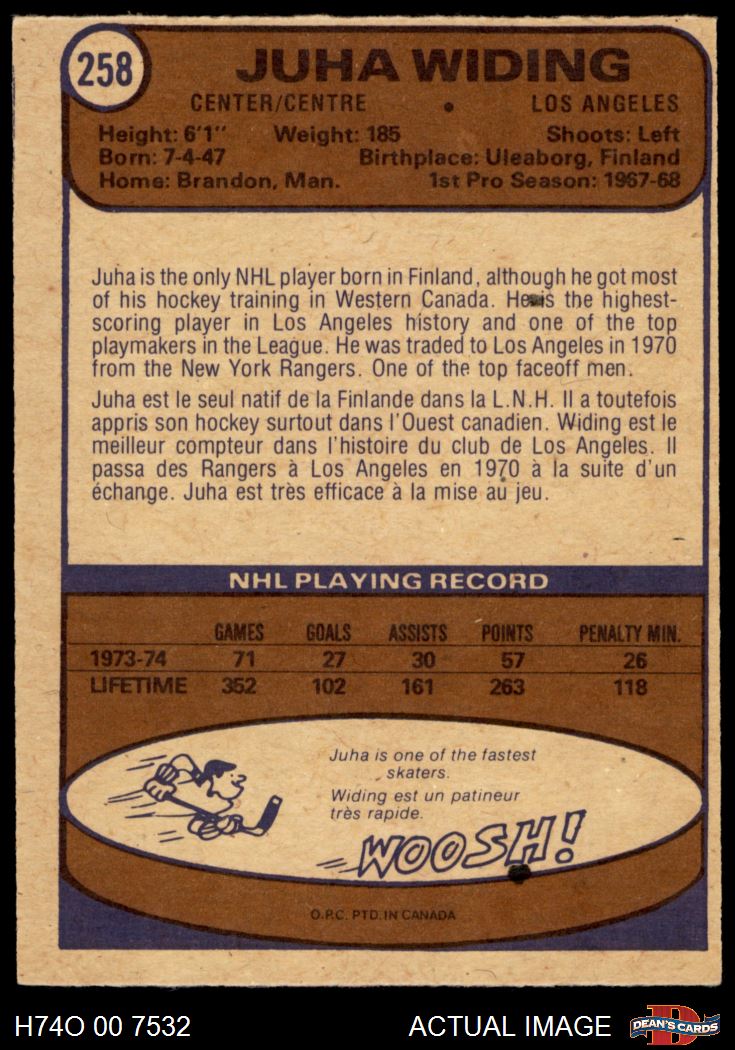 258
JUHA WIDING
CENTER/CENTRE • LOS ANGELES
Height: 6'1" Weight: 185 Shoots: Left
Born: 7-4-47 Birthplace: Uleaborg, Finland
Home: Brandon, Man. 1st Pro Season: 1967-68
Juha is the only NHL player born in Finland, although he got most
of his hockey training in Western Canada. He is the highest-
scoring player in Los Angeles history and one of the top
playmakers in the League. He was traded to Los Angeles in 1970
from the New York Rangers. One of the top faceoff men.
Juha est le seul natif de la Finlande dans la L.N.H. Il a toutefois
appris son hockey surtout dans l'Ouest canadien. Widing est le
meilleur compteur dans l'histoire du club de Los Angeles. Il
passa des Rangers à Los Angeles en 1970 à la suite d'un
échange. Juha est très efficace à la mise au jeu.
NHL PLAYING RECORD
GAMES GOALS ASSISTS POINTS PENALTY MIN.
1973-74 71 27 30 57 26
LIFETIME 352 102 161 263 118
Juha is one of the fastest
skaters.
Widing est un patineur
très rapide.
WOOSH!
O.P.C. PTD. IN CANADA
H74O 00 7532 ACTUAL IMAGE DEAN'S CARDS